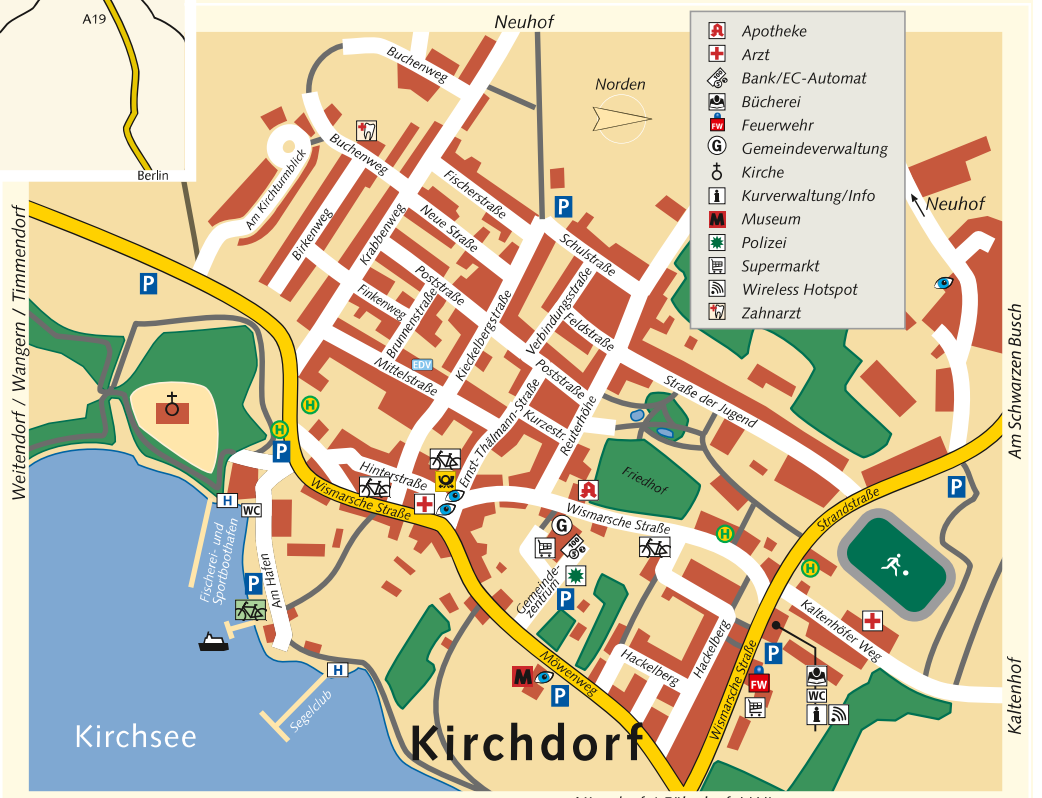 A19
Berlin
Neuhof
Norden
Apotheke
Arzt
Bank/EC-Automat
Bücherei
FW Feuerwehr
G Gemeindeverwaltung
Kirche
i Kurverwaltung/Info
M Museum
Polizei
Supermarkt
Wireless Hotspot
Zahnarzt
Neuhof
Buchenweg
Buchenweg
Am Kirchturmblick
Birkenweg
Krabbenweg
Fischerstraße
Neue Straße
Poststraße
Finkenweg
Brunnenstraße
Mittelstraße
EDV
Kieckelbergstraße
Schulstraße
Verbindungsstraße
Feldstraße
Poststraße
Kurzestr.
Ernst-Thälmann-Straße
Reuterhöhe
Straße der Jugend
Friedhof
Hinterstraße
Wismarsche Straße
Wismarsche Straße
Strandstraße
Kaltenhöfer Weg
Gemeinde-
zentrum
Hackelberg
Hackelberg
Wismarsche Straße
Möwenweg
Am Hafen
Fischerei- und
Sportboothafen
Segelclub
Kirchsee
Kirchdorf
Weitendorf / Wangern / Timmendorf
Am Schwarzen Busch
Kaltenhof
P
P
P
P
P
P
P
P
P
H
H
H
H
H
H
WC
G
M
FW
WC
i